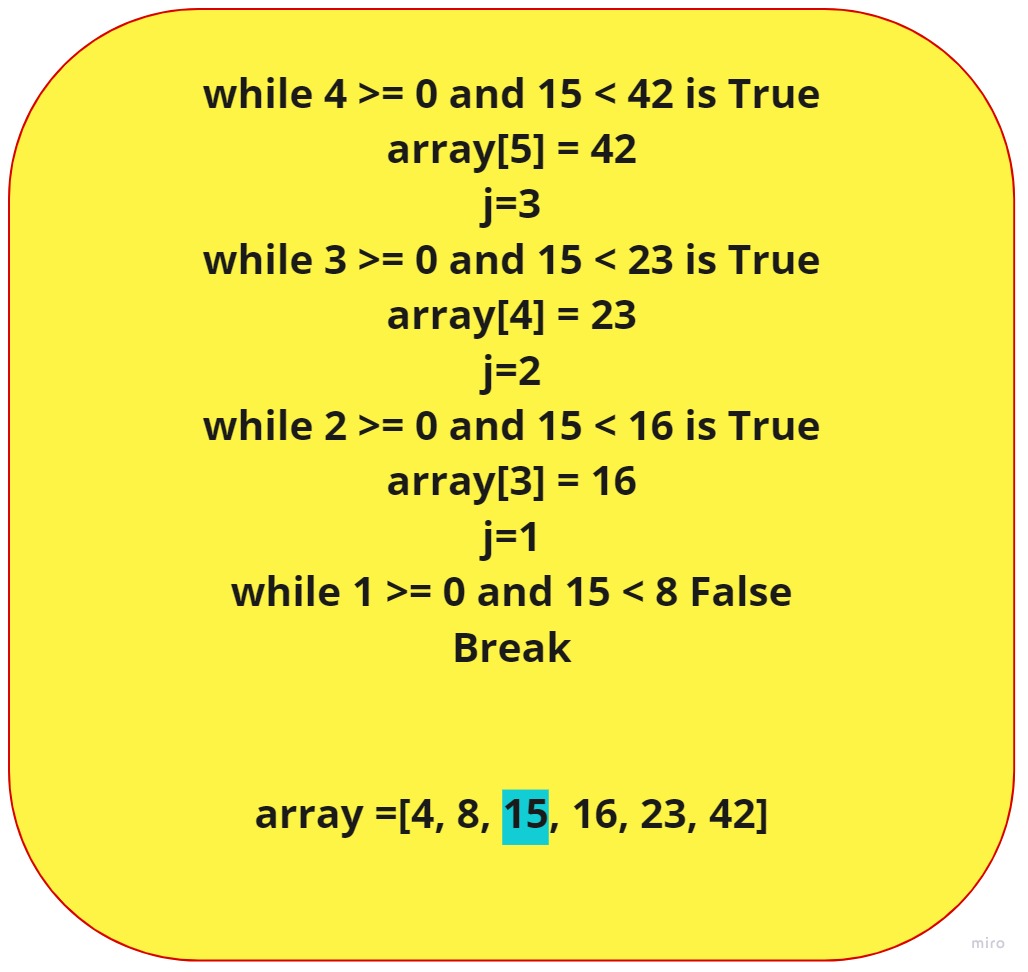 while 4 >= 0 and 15 < 42 is True
array[5] = 42
j=3
while 3 >= 0 and 15 < 23 is True
array[4] = 23
j=2
while 2 >= 0 and 15 < 16 is True
array[3] = 16
j=1
while 1 >= 0 and 15 < 8 False
Break
array =[4, 8, 15, 16, 23, 42]
miro